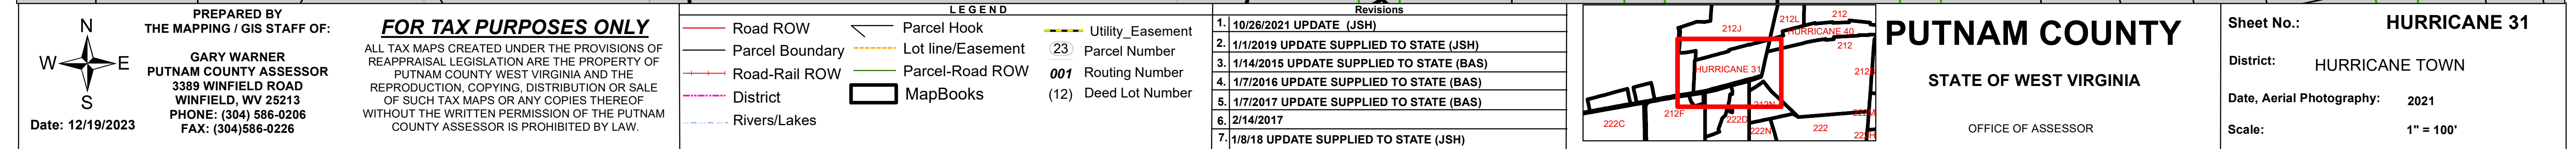 N
W E
S
Date: 12/19/2023
PREPARED BY
THE MAPPING / GIS STAFF OF:
GARY WARNER
PUTNAM COUNTY ASSESSOR
3389 WINFIELD ROAD
WINFIELD, WV 25213
PHONE: (304) 586-0206
FAX: (304)586-0226
FOR TAX PURPOSES ONLY
ALL TAX MAPS CREATED UNDER THE PROVISIONS OF
REAPPRAISAL LEGISLATION ARE THE PROPERTY OF
PUTNAM COUNTY WEST VIRGINIA AND THE
REPRODUCTION, COPYING, DISTRIBUTION OR SALE
OF SUCH TAX MAPS OR ANY COPIES THEREOF
WITHOUT THE WRITTEN PERMISSION OF THE PUTNAM
COUNTY ASSESSOR IS PROHIBITED BY LAW.
LEGEND
Road ROW
Parcel Boundary
Road-Rail ROW
District
Rivers/Lakes
Parcel Hook
Lot line/Easement
Parcel-Road ROW
MapBooks
Utility_Easement
23 Parcel Number
001 Routing Number
(12) Deed Lot Number
Revisions
1. 10/26/2021 UPDATE (JSH)
2. 1/1/2019 UPDATE SUPPLIED TO STATE (JSH)
3. 1/14/2015 UPDATE SUPPLIED TO STATE (BAS)
4. 1/7/2016 UPDATE SUPPLIED TO STATE (BAS)
5. 1/7/2017 UPDATE SUPPLIED TO STATE (BAS)
6. 2/14/2017
7. 1/8/18 UPDATE SUPPLIED TO STATE (JSH)
212L 212
212J HURRICANE 40
212
HURRICANE 31
212N
212F
222C 222D
222N 222
PUTNAM COUNTY
STATE OF WEST VIRGINIA
OFFICE OF ASSESSOR
Sheet No.: HURRICANE 31
District: HURRICANE TOWN
Date, Aerial Photography: 2021
Scale: 1" = 100'